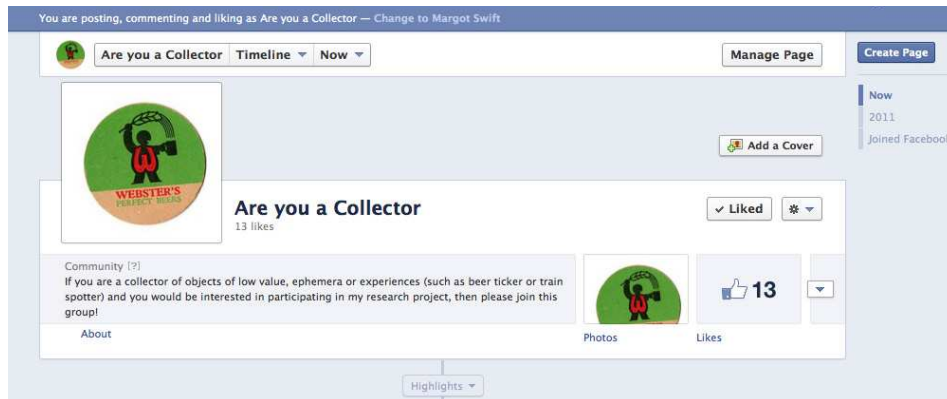 You are posting, commenting and liking as Are you a Collector — Change to Margot Swift
Are you a Collector Timeline Now
Manage Page
Create Page
Now
2011
Joined Facebook
Add a Cover
WEBSTER'S
PERFECT BEERS
Are you a Collector
13 likes
Liked
Community [?]
If you are a collector of objects of low value, ephemera or experiences (such as beer ticker or train
spotter) and you would be interested in participating in my research project, then please join this
group!
About
13
Photos
Likes
Highlights